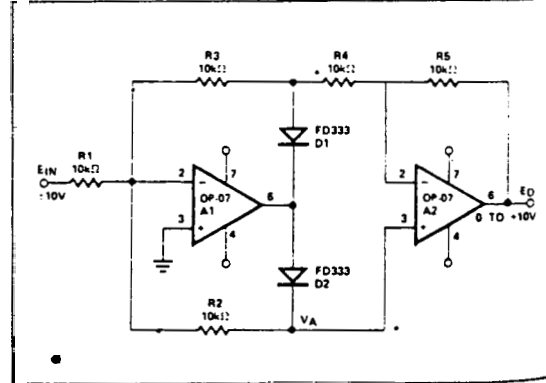 R3
10kΩ
R4
10kΩ
R5
10kΩ
FD333
D1
R1
10kΩ
EIN
±10V
2
7
−
OP-07
A1
6
3
+
4
2
7
−
OP-07
A2
6
EO
0 TO +10V
3
+
4
FD333
D2
R2
10kΩ
VA